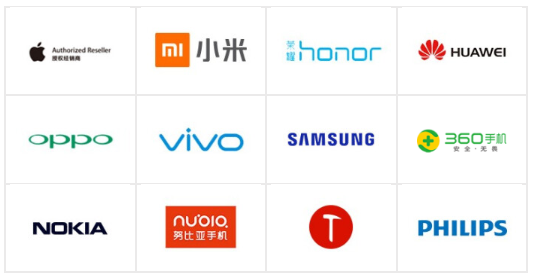 Authorized Reseller
授权经销商
mi 小米
荣耀 honor
HUAWEI
oppo
vivo
SAMSUNG
360手机
安全·无畏
NOKIA
nubia
努比亚手机
T
PHILIPS